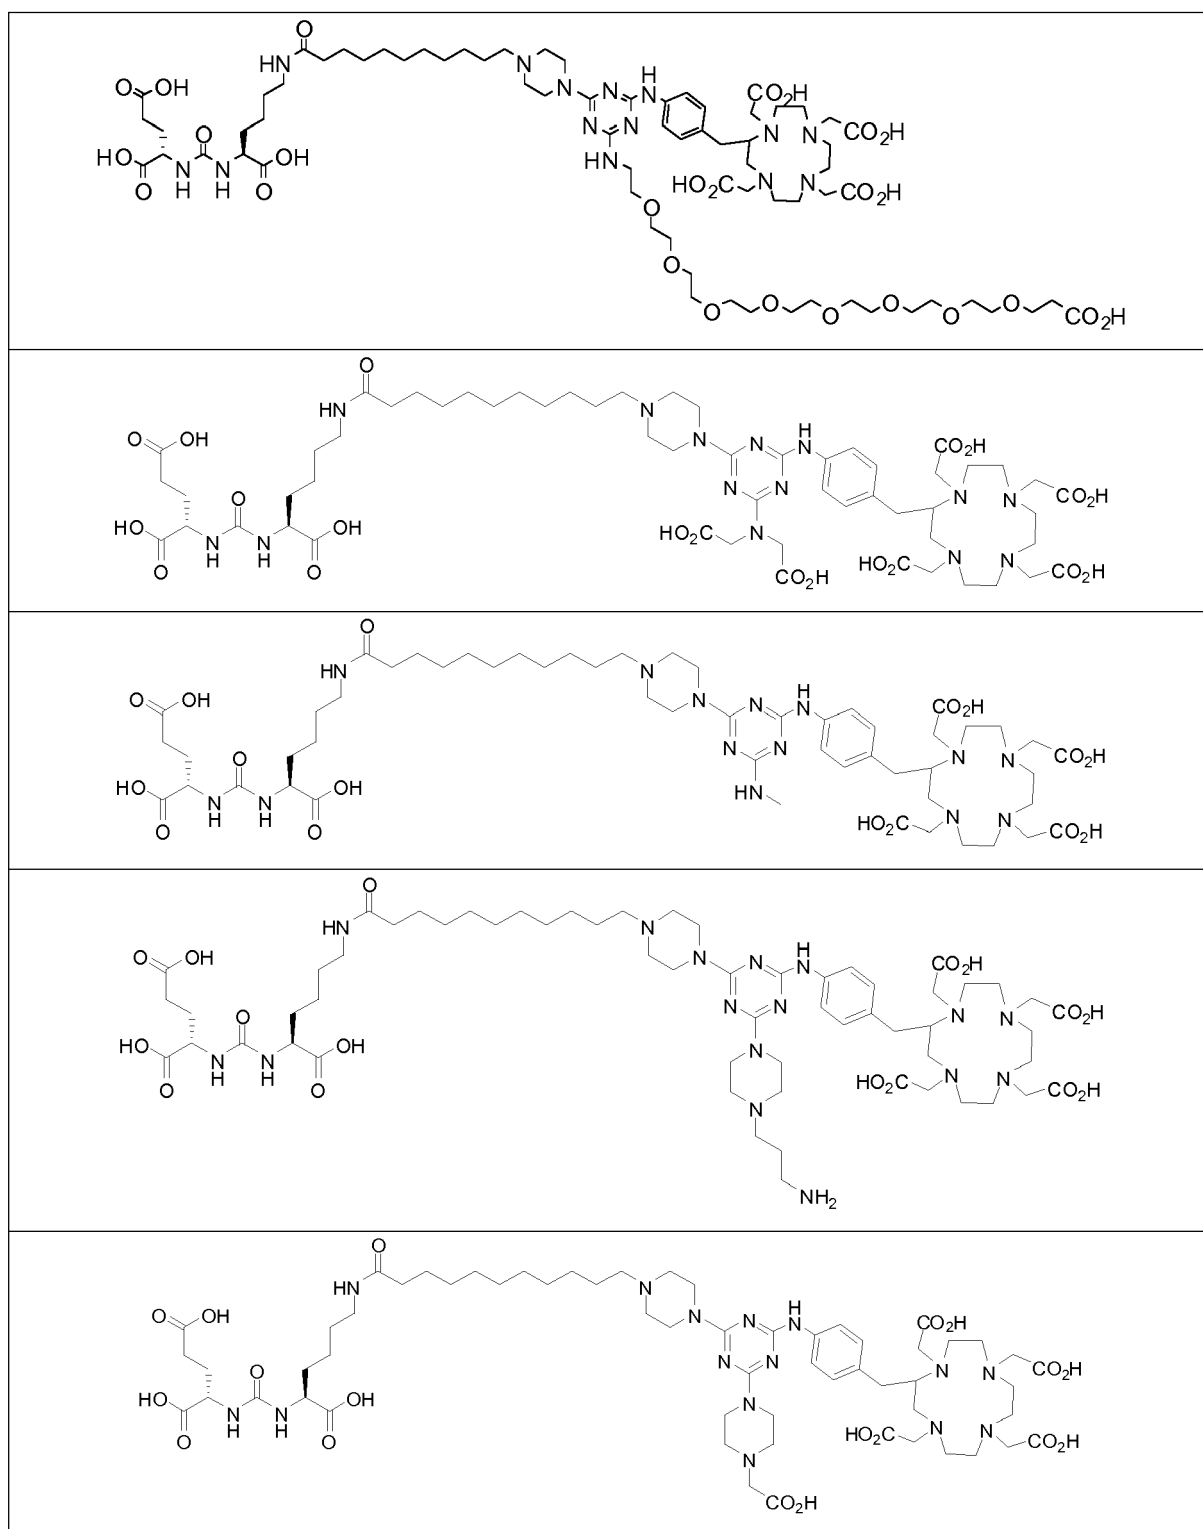 O
HN N
H
O OH N N N CO2H
N N N N CO2H
O
HO OH HN
N N
O H H O HO2C N N CO2H
O
O
O O O O O O CO2H
O
HN N
N H
O OH N N CO2H
N N N N CO2H
O
HO OH HO2C N
N N HO2C N N CO2H
O H H O CO2H
O
HN N
N H
O OH N N CO2H
N N N N CO2H
O
HO OH HN
N N HO2C N N CO2H
O H H O
O
HN N
N H
O OH N N CO2H
N N N N CO2H
O
HO OH N
N N HO2C N N CO2H
O H H O
N
NH2
O
HN N
N H
O OH N N CO2H
N N N N CO2H
O
HO OH N
N N HO2C N N CO2H
O H H O
N
CO2H